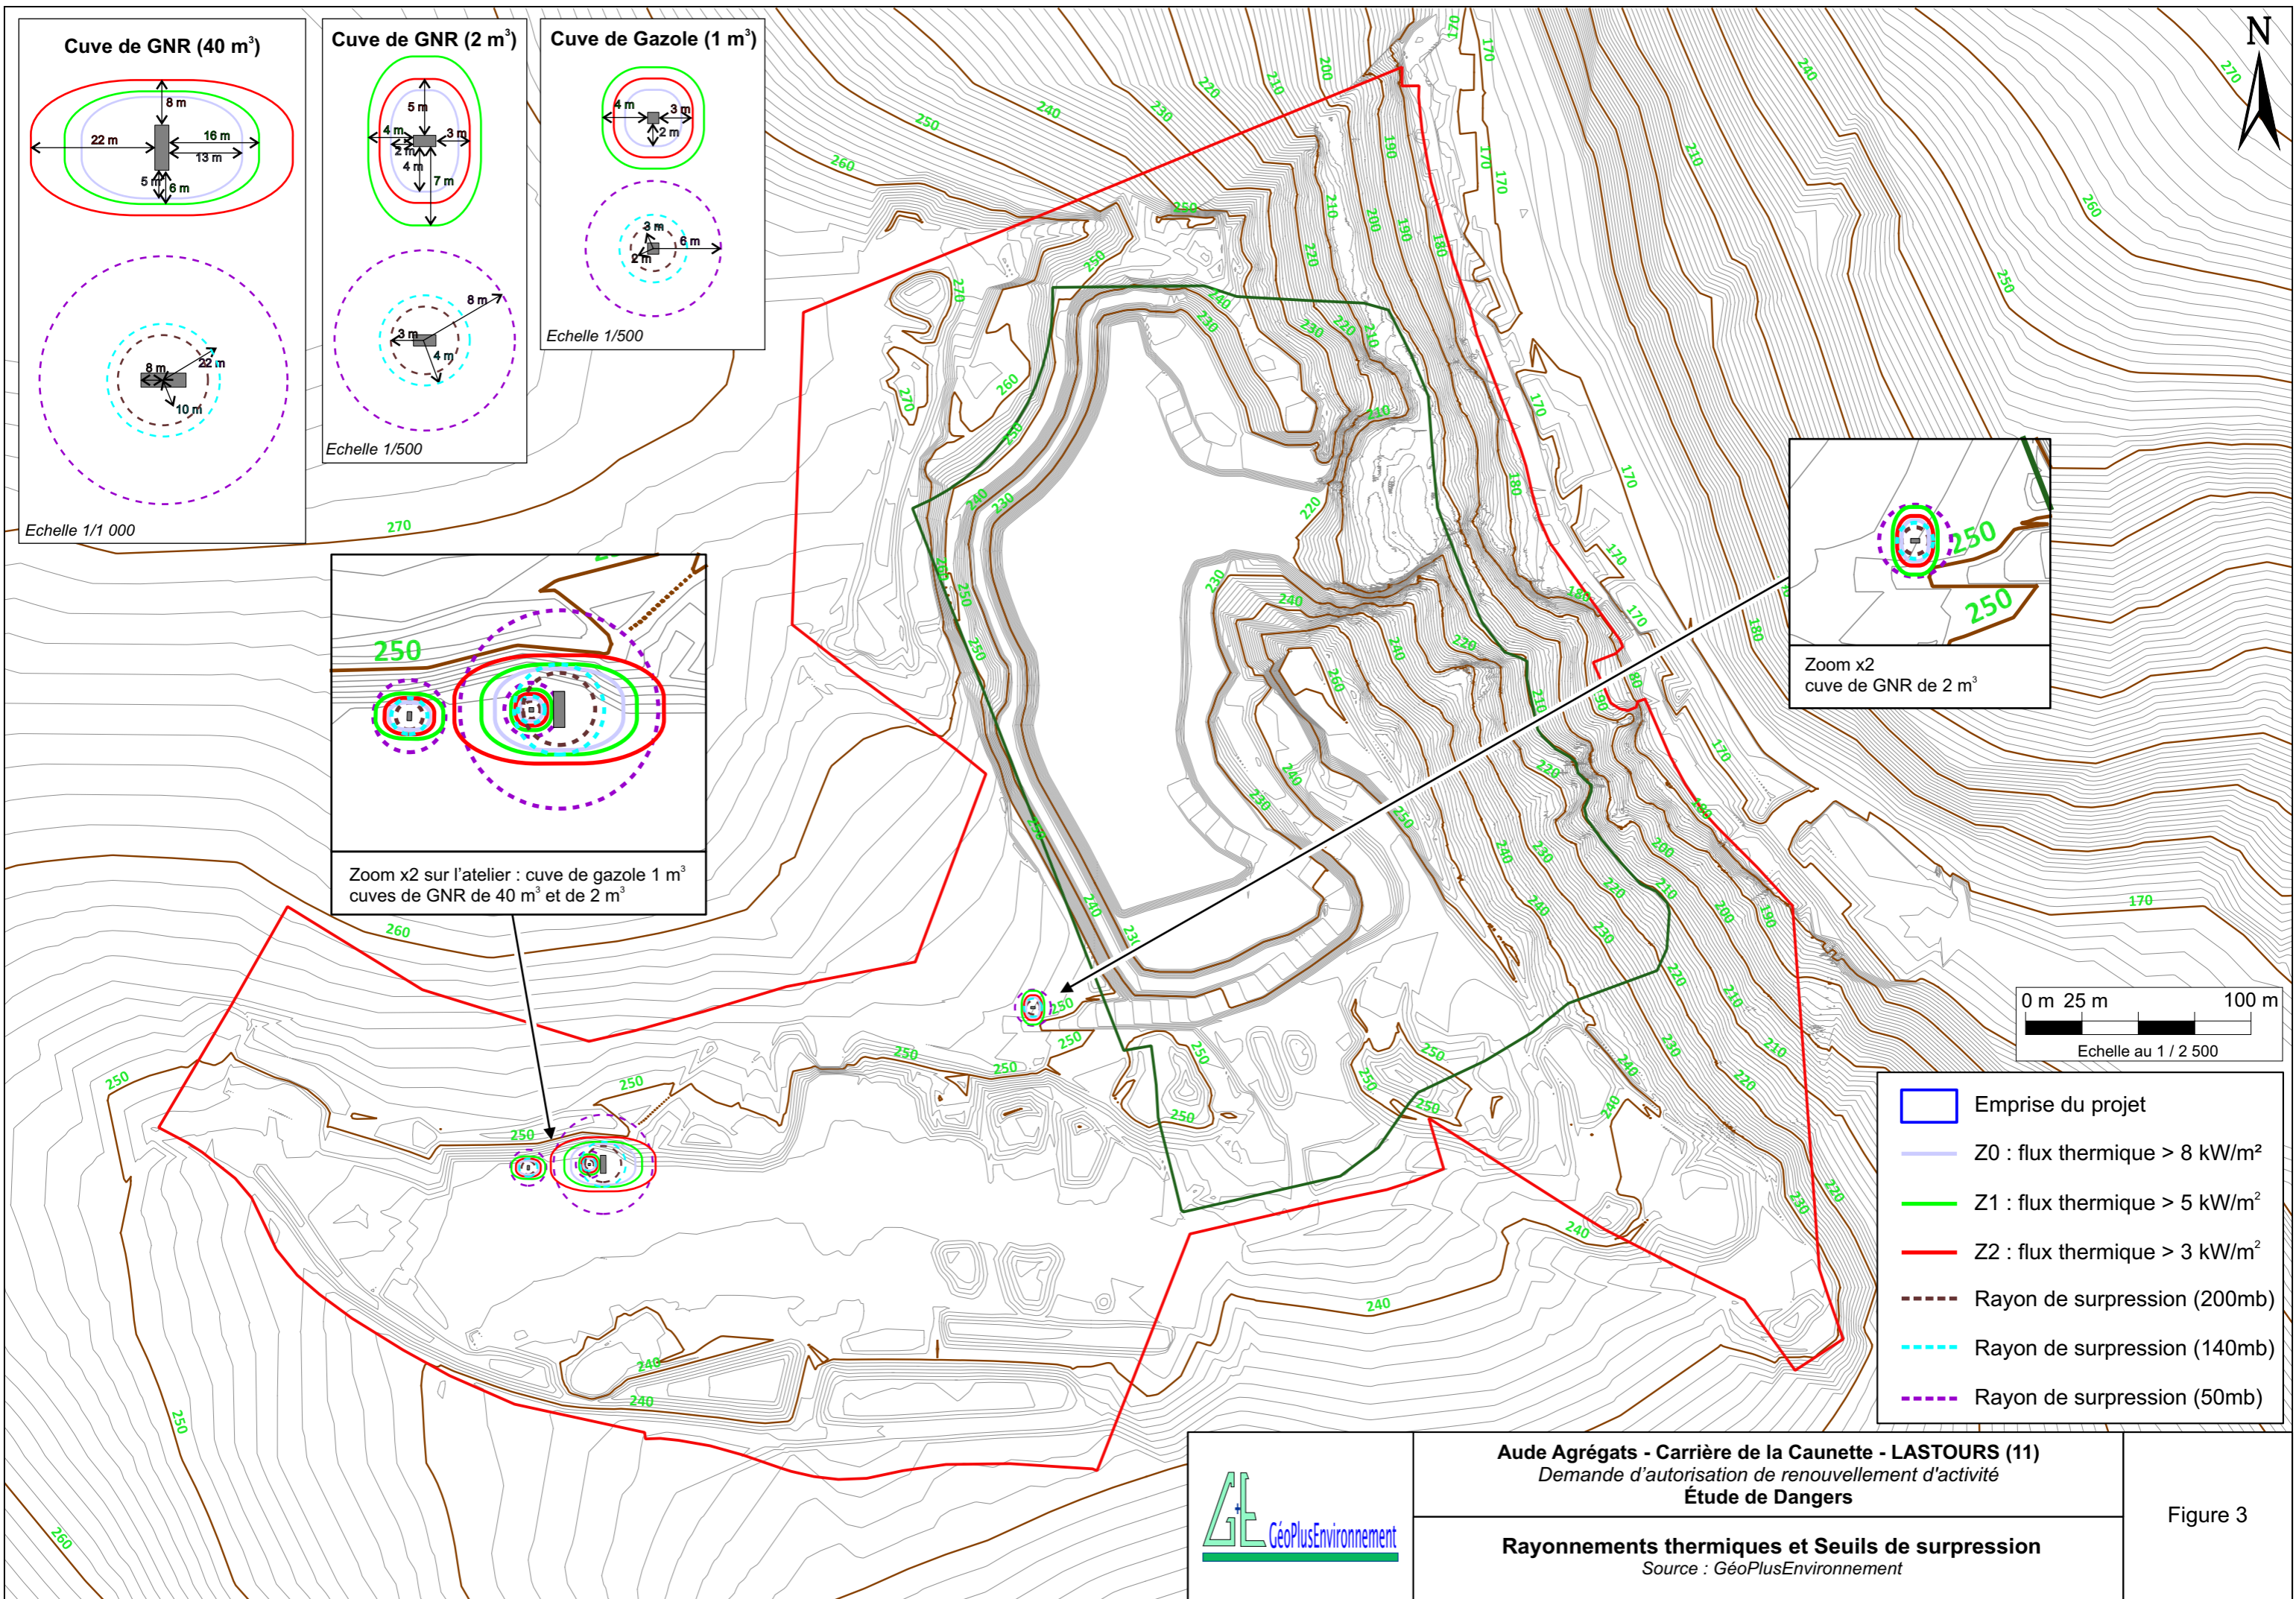 Cuve de GNR (40 m³)
8 m
22 m
16 m
13 m
5 m
6 m
8 m
22 m
10 m
Echelle 1/1 000
Cuve de GNR (2 m³)
5 m
4 m
3 m
2 m
4 m
7 m
8 m
3 m
4 m
Echelle 1/500
Cuve de Gazole (1 m³)
4 m
3 m
2 m
3 m
6 m
2 m
Echelle 1/500
N
250
Zoom x2 sur l'atelier : cuve de gazole 1 m³
cuves de GNR de 40 m³ et de 2 m³
250
250
Zoom x2
cuve de GNR de 2 m³
0 m 25 m 100 m
Echelle au 1 / 2 500
Emprise du projet
Z0 : flux thermique > 8 kW/m²
Z1 : flux thermique > 5 kW/m²
Z2 : flux thermique > 3 kW/m²
Rayon de surpression (200mb)
Rayon de surpression (140mb)
Rayon de surpression (50mb)
GéoPlusEnvironnement
Aude Agrégats - Carrière de la Caunette - LASTOURS (11)
Demande d'autorisation de renouvellement d'activité
Étude de Dangers
Rayonnements thermiques et Seuils de surpression
Source : GéoPlusEnvironnement
Figure 3